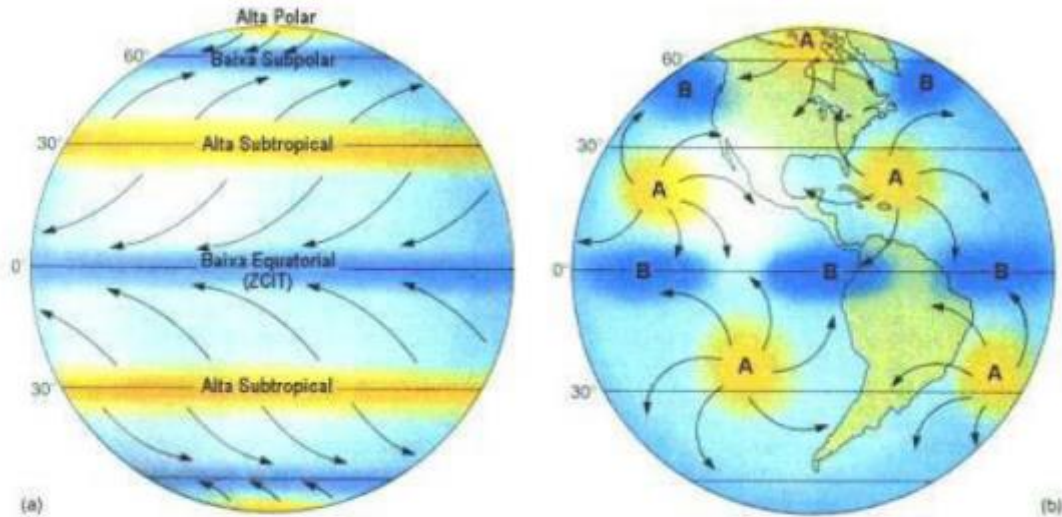 Alta Polar
60°
Baixa Subpolar
30°
Alta Subtropical
0°
Baixa Equatorial
(ZCIT)
30°
Alta Subtropical
(a)
A
60°
B
B
30°
A
A
0°
B
B
B
A
A
30°
(b)